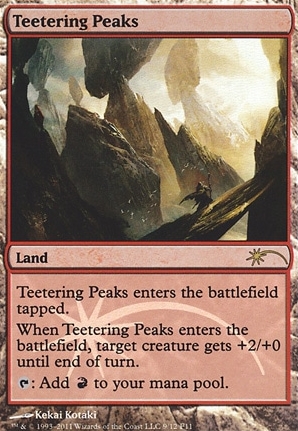 Teetering Peaks
Land
Teetering Peaks enters the battlefield
tapped.
When Teetering Peaks enters the
battlefield, target creature gets +2/+0
until end of turn.
: Add to your mana pool.
Kekai Kotaki
™ & © 1993–2011 Wizards of the Coast LLC 9/12 P11